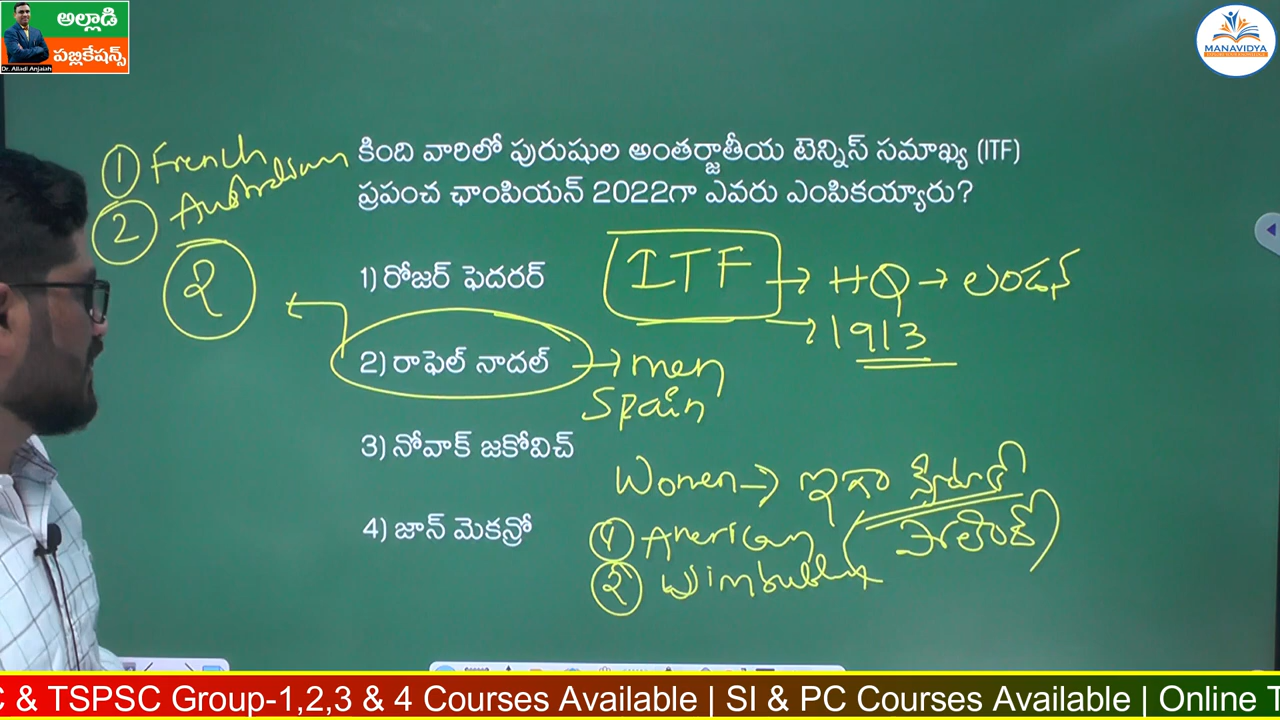 అల్లాడి
పబ్లికేషన్స్
Dr. Alladi Anjaiah
MANAVIDYA
కింది వారిలో పురుషుల అంతర్జాతీయ టెన్నిస్ సమాఖ్య (ITF)
ప్రపంచ ఛాంపియన్ 2022గా ఎవరు ఎంపికయ్యారు?
1 French
2 Australian
2
1) రోజర్ ఫెదరర్
ITF → HQ → లండన్
→ 1913
2) రాఫెల్ నాదల్ → men
Spain
3) నోవాక్ జకోవిచ్
Women → ఇగా
4) జాన్ మెకన్రో
1 American
(పోలెండ్)
2
C & TSPSC Group-1,2,3 & 4 Courses Available | SI & PC Courses Available | Online T